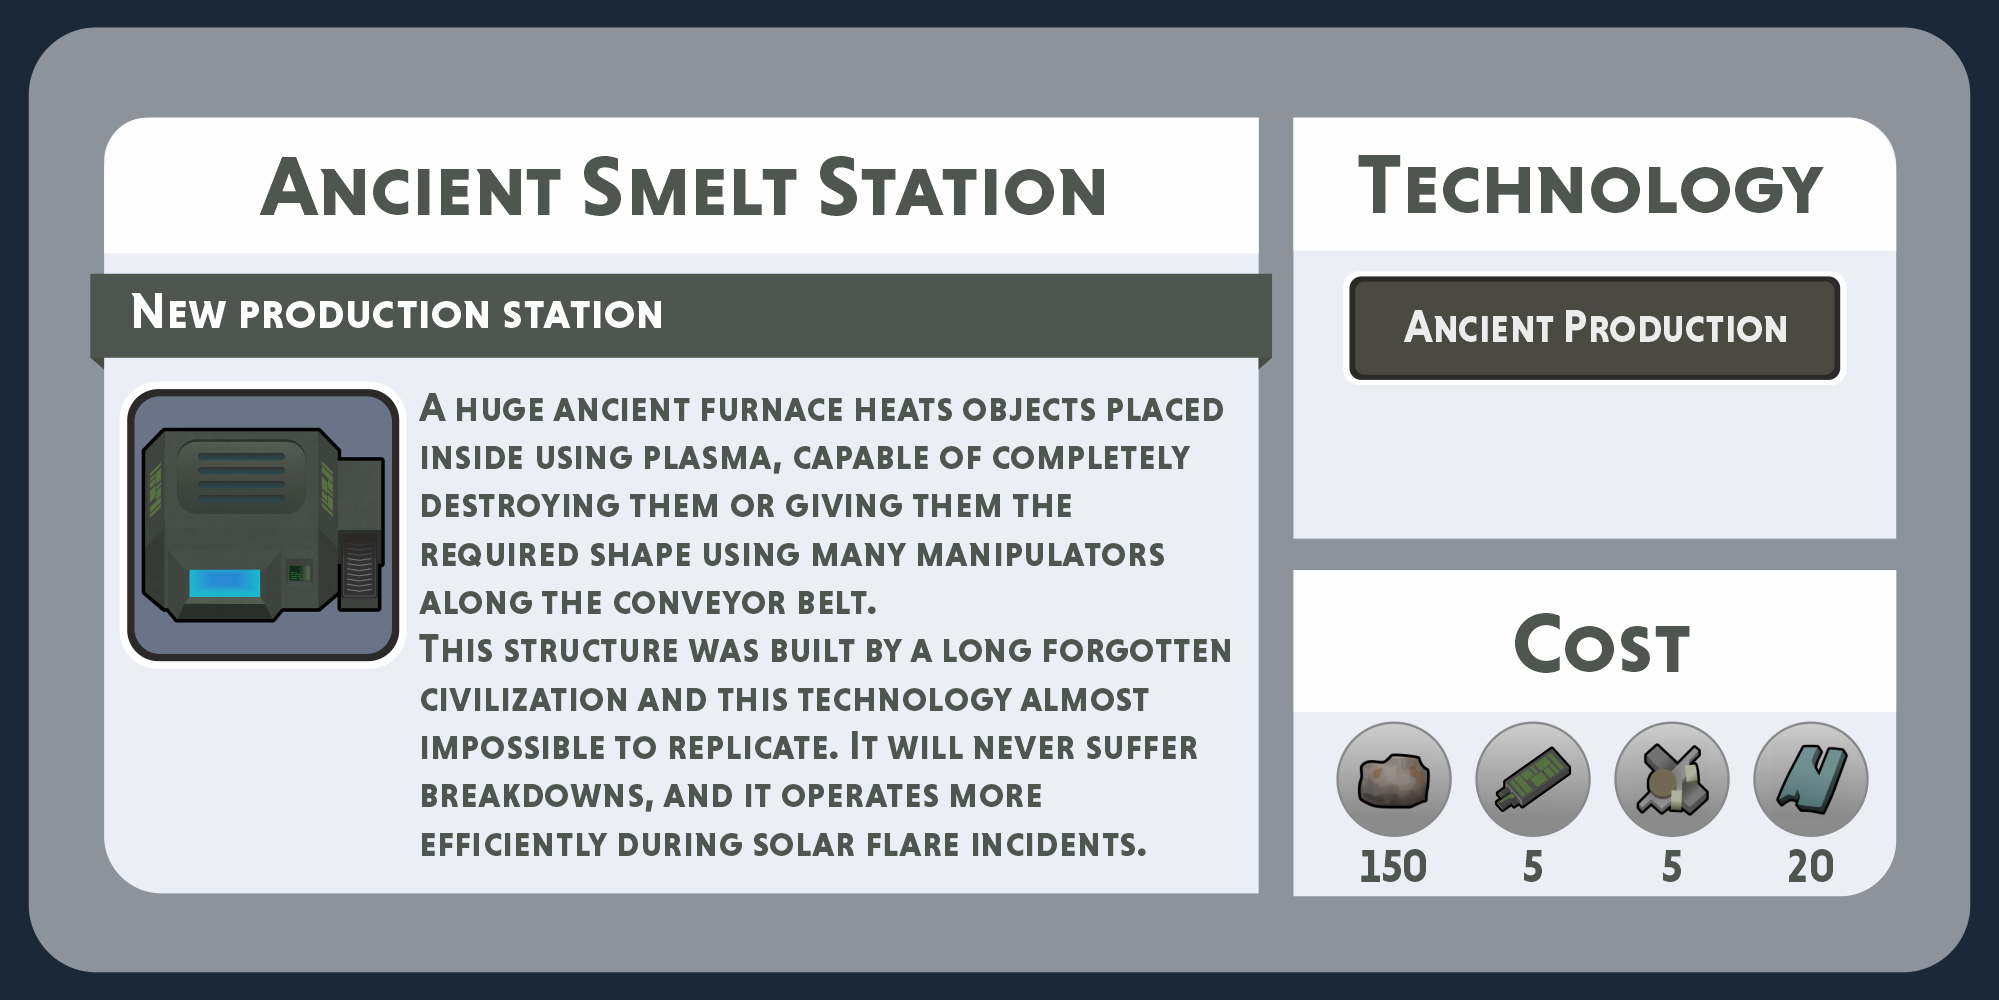 Ancient Smelt Station
New production station
A huge ancient furnace heats objects placed
inside using plasma, capable of completely
destroying them or giving them the
required shape using many manipulators
along the conveyor belt.
This structure was built by a long forgotten
civilization and this technology almost
impossible to replicate. It will never suffer
breakdowns, and it operates more
efficiently during solar flare incidents.
Technology
Ancient Production
Cost
150 5 5 20